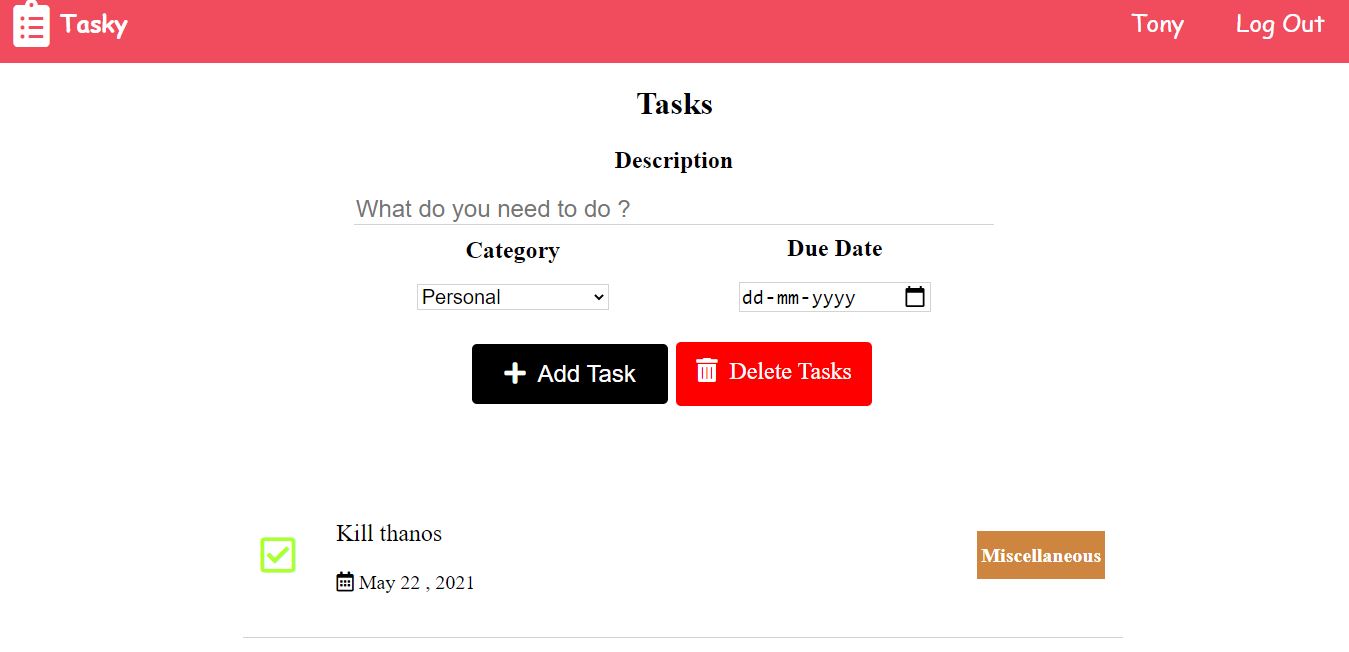 Tasky Tony Log Out
Tasks
Description
What do you need to do ?
Category Due Date
Personal dd-mm-yyyy
Add Task Delete Tasks
Kill thanos
Miscellaneous
May 22 , 2021